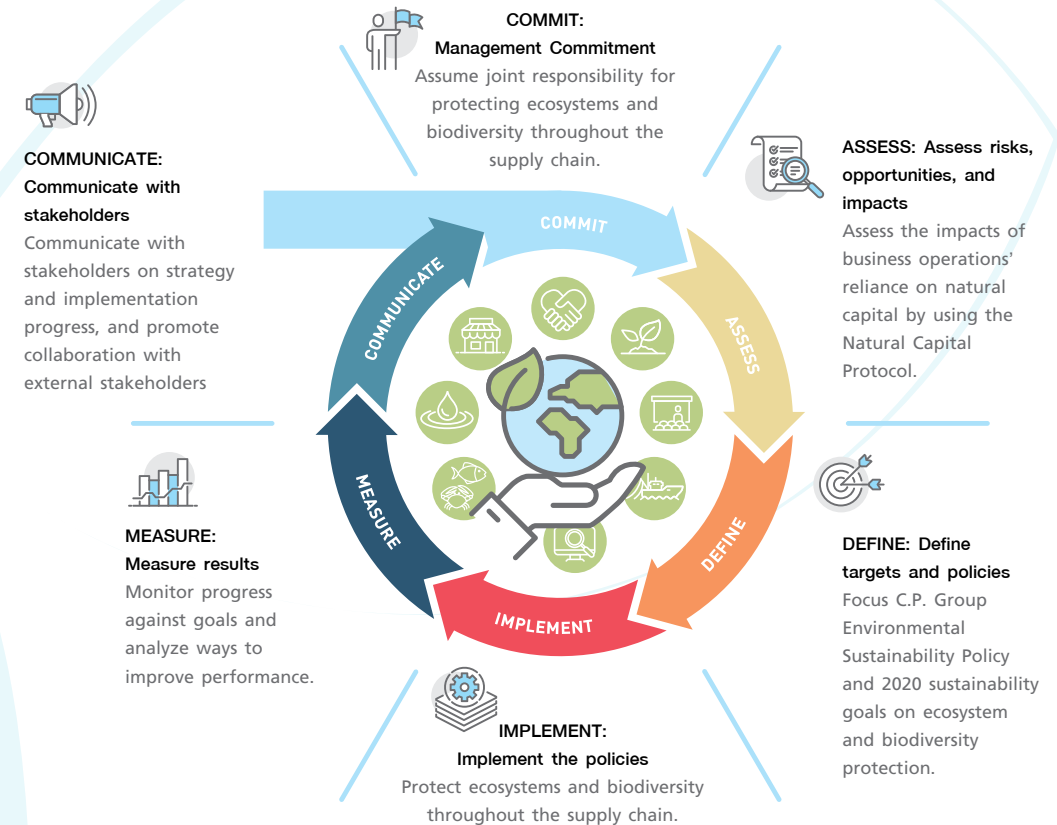 COMMIT:
Management Commitment
Assume joint responsibility for
protecting ecosystems and
biodiversity throughout the
supply chain.
ASSESS: Assess risks,
opportunities, and
impacts
Assess the impacts of
business operations'
reliance on natural
capital by using the
Natural Capital
Protocol.
DEFINE: Define
targets and policies
Focus C.P. Group
Environmental
Sustainability Policy
and 2020 sustainability
goals on ecosystem
and biodiversity
protection.
IMPLEMENT:
Implement the policies
Protect ecosystems and biodiversity
throughout the supply chain.
MEASURE:
Measure results
Monitor progress
against goals and
analyze ways to
improve performance.
COMMUNICATE:
Communicate with
stakeholders
Communicate with
stakeholders on strategy
and implementation
progress, and promote
collaboration with
external stakeholders
COMMIT
ASSESS
DEFINE
IMPLEMENT
MEASURE
COMMUNICATE